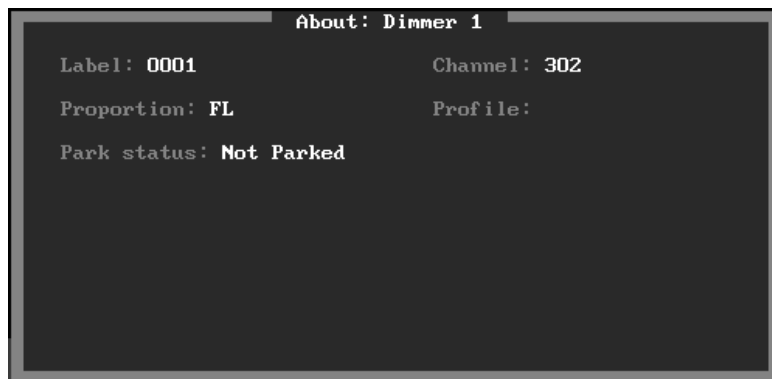 About: Dimmer 1
Label: 0001 Channel: 302
Proportion: FL Profile:
Park status: Not Parked